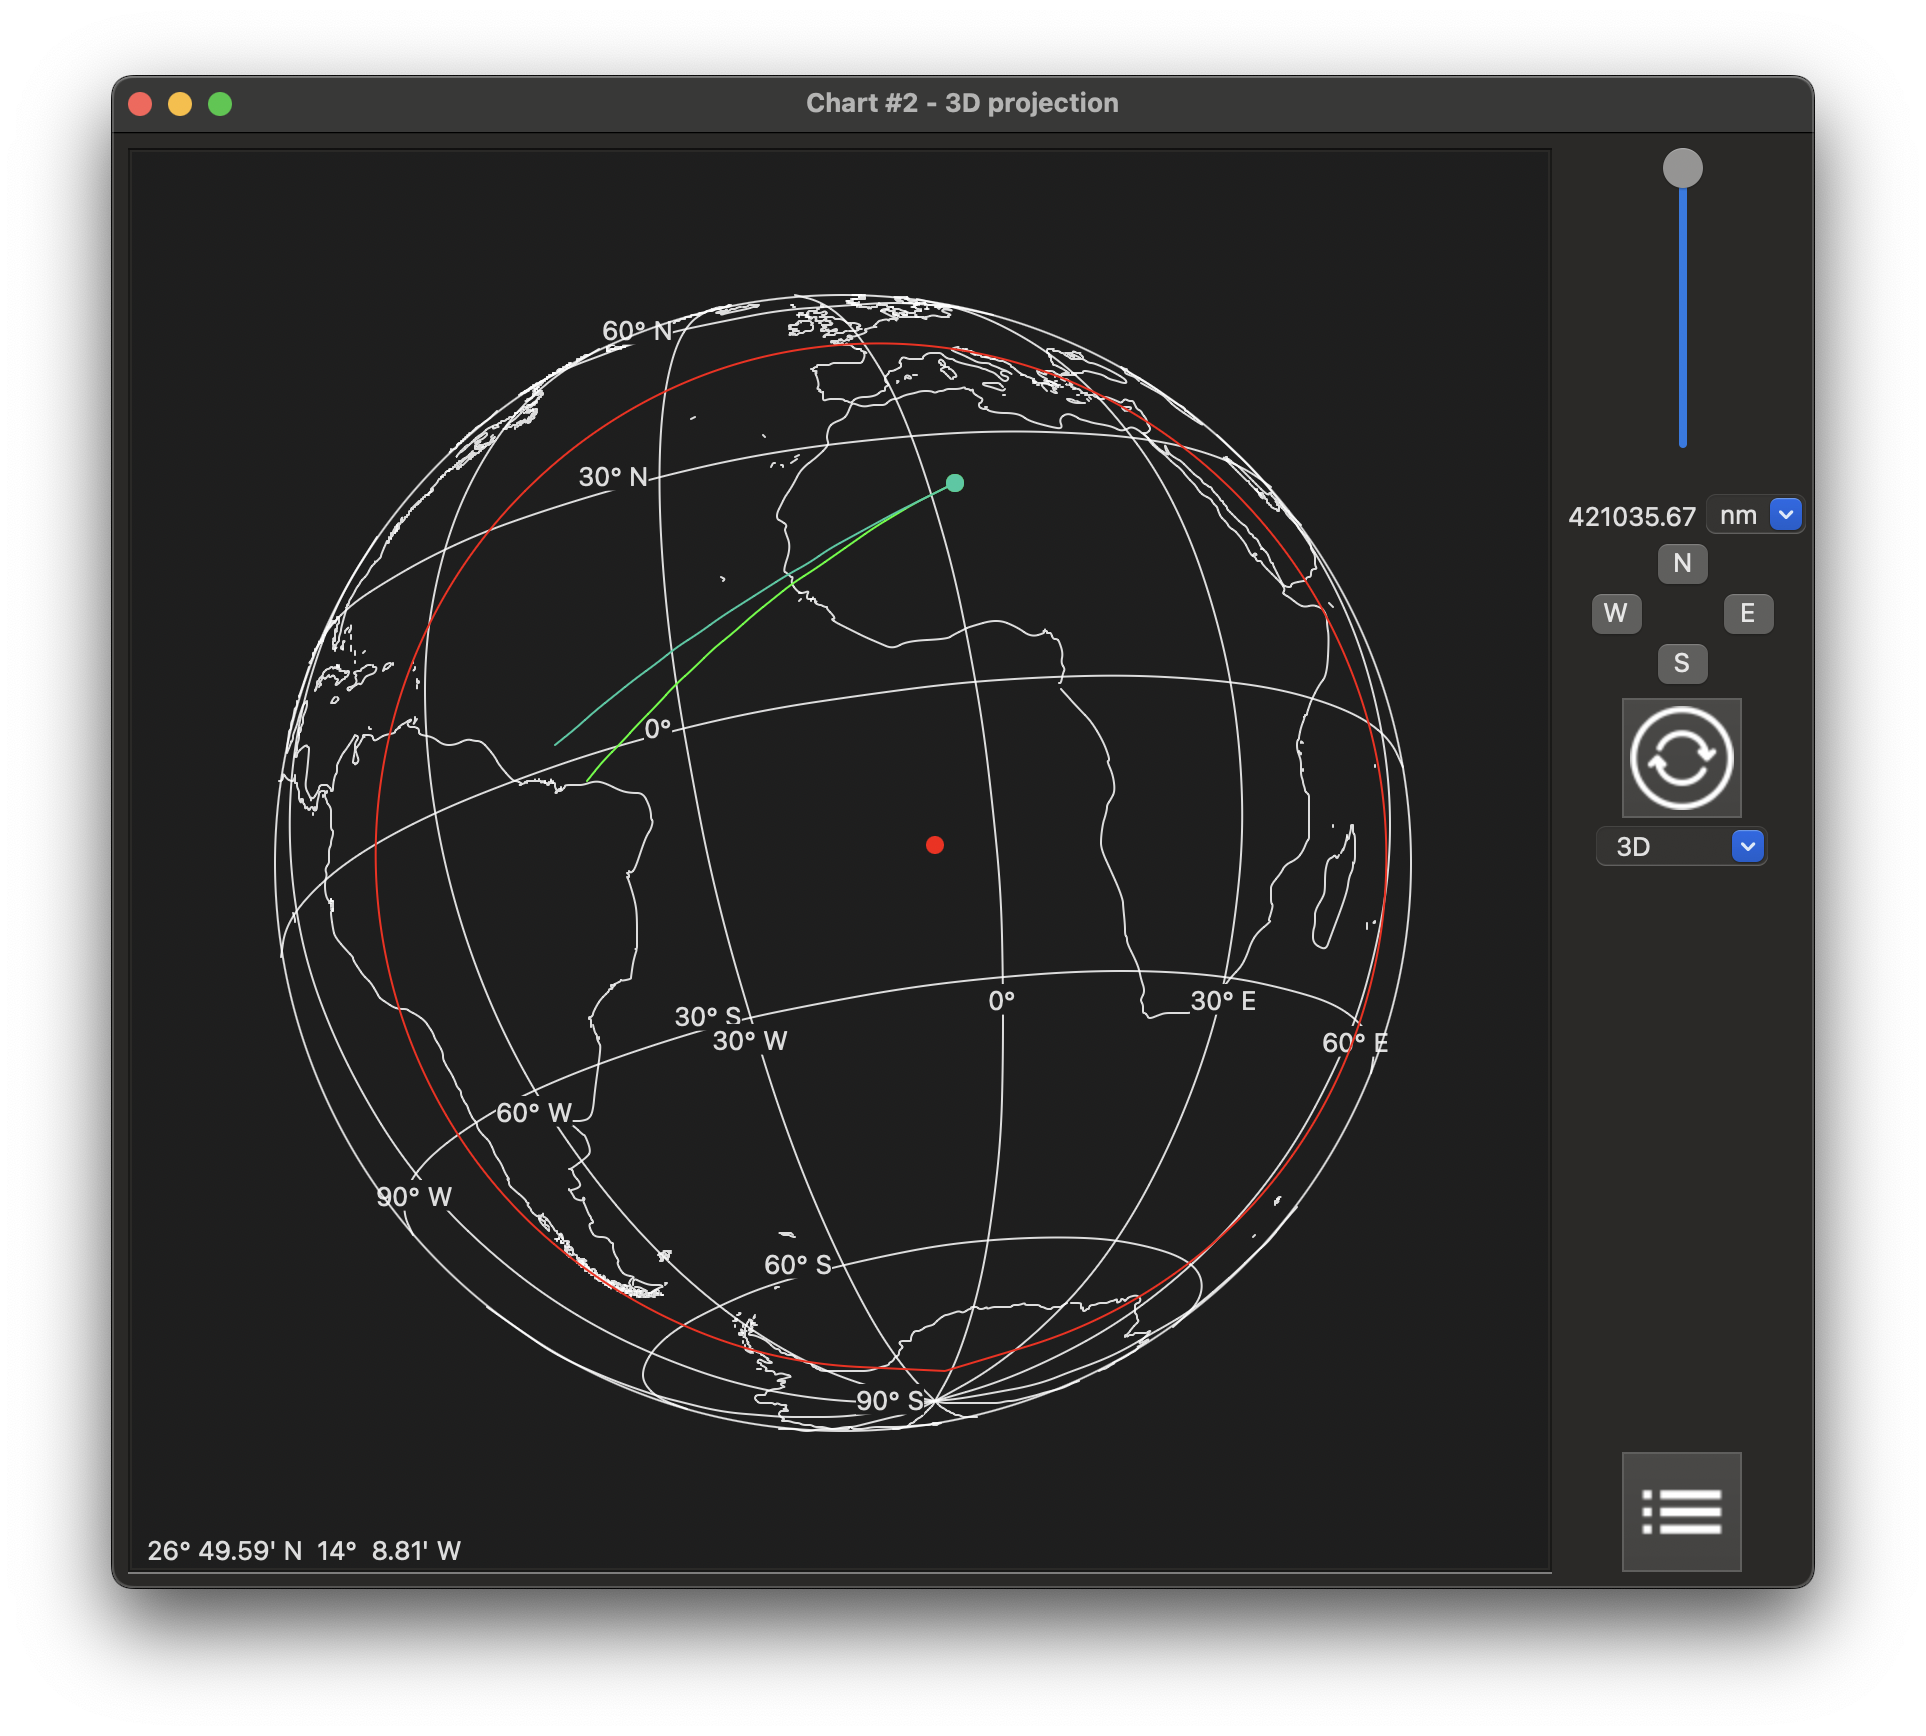 Chart #2 - 3D projection
60° N
30° N
421035.67 nm
N
W E
S
0°
3D
30° S 0° 30° E
30° W 60° E
60° W
90° W
60° S
90° S
26° 49.59' N 14° 8.81' W